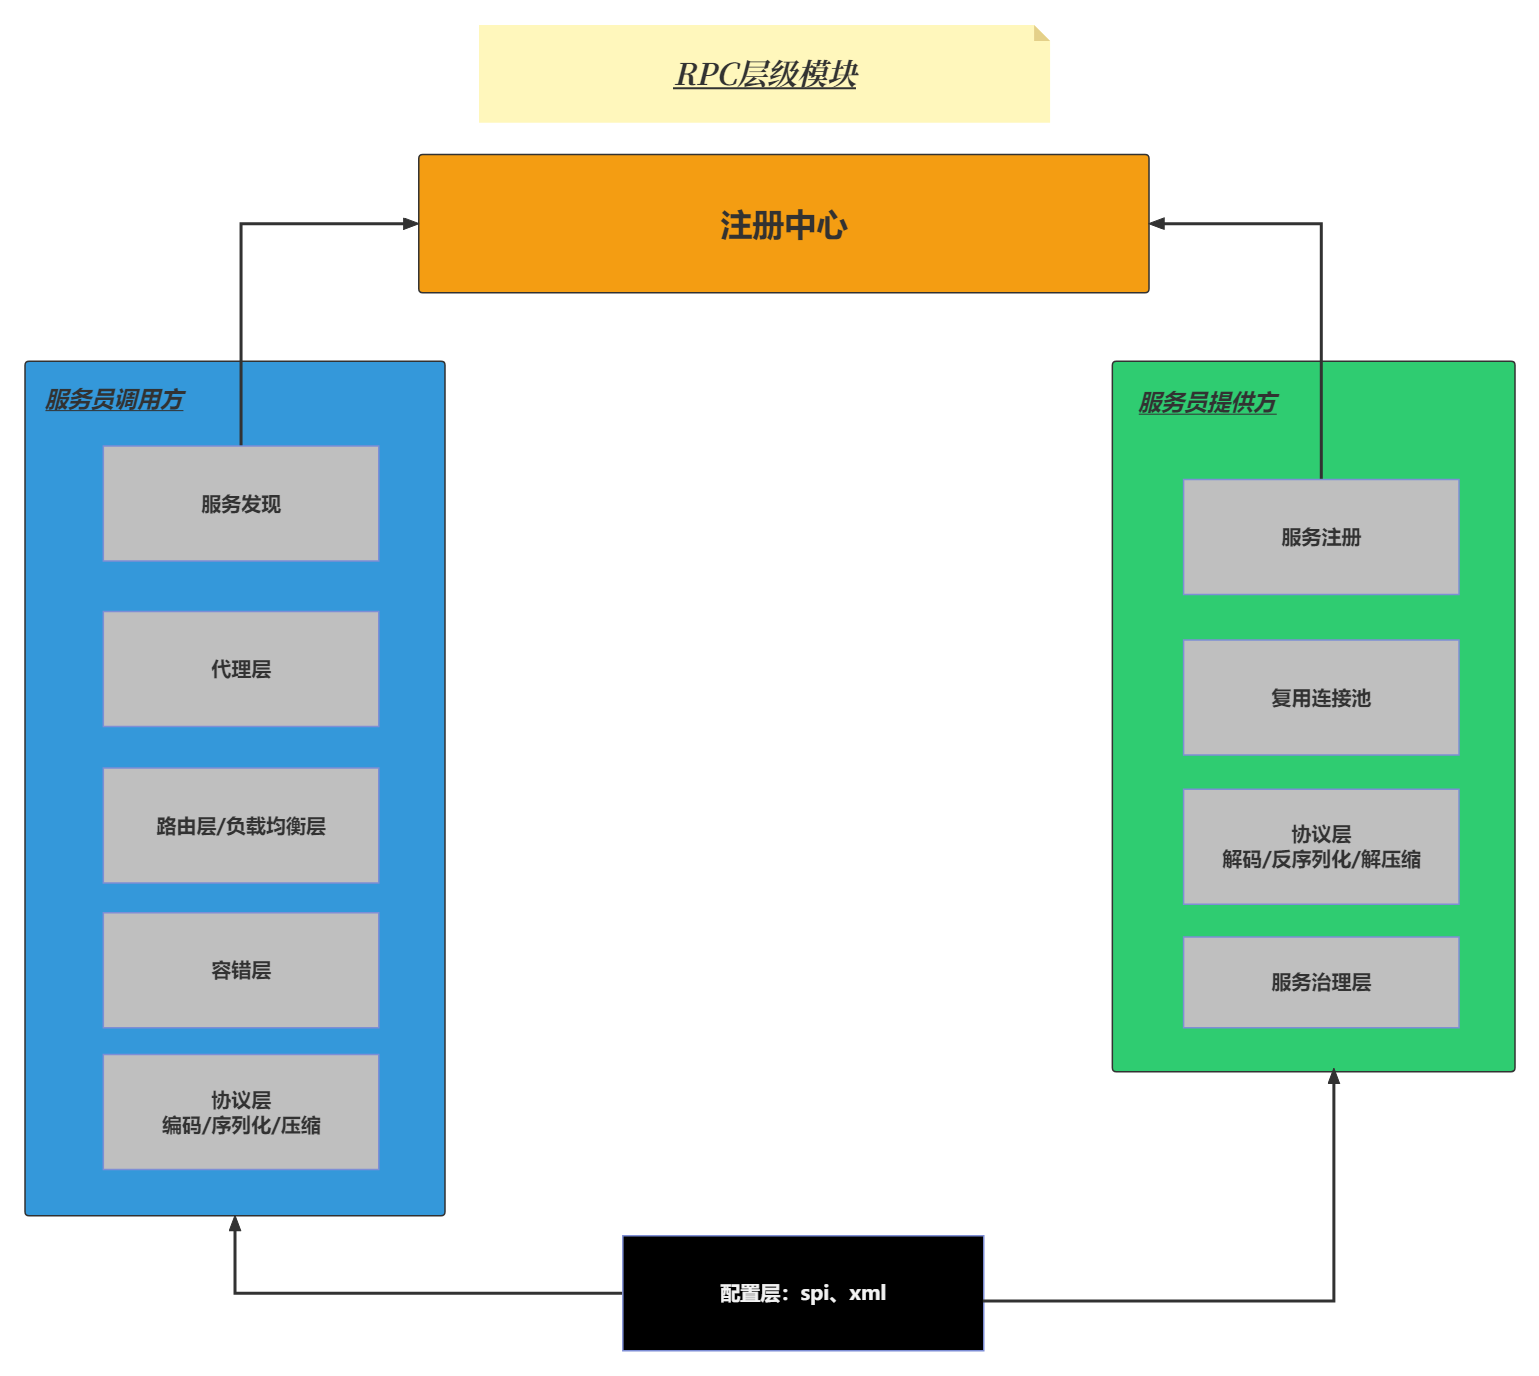 RPC层级模块
注册中心
服务员调用方
服务发现
代理层
路由层/负载均衡层
容错层
协议层
编码/序列化/压缩
服务员提供方
服务注册
复用连接池
协议层
解码/反序列化/解压缩
服务治理层
配置层：spi、xml